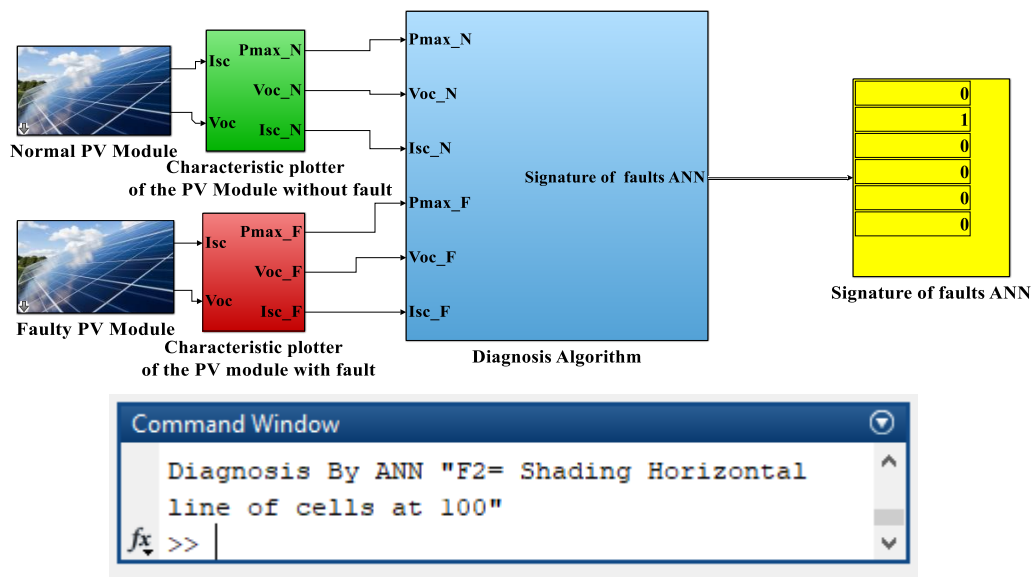 Isc
Voc
Pmax_N
Voc_N
Isc_N
Normal PV Module
Characteristic plotter
of the PV Module without fault
Isc
Voc
Pmax_F
Voc_F
Isc_F
Faulty PV Module
Characteristic plotter
of the PV module with fault
Pmax_N
Voc_N
Isc_N
Pmax_F
Voc_F
Isc_F
Signature of faults ANN
Diagnosis Algorithm
0
1
0
0
0
0
Signature of faults ANN
Command Window
Diagnosis By ANN "F2= Shading Horizontal
line of cells at 100"
fx >>